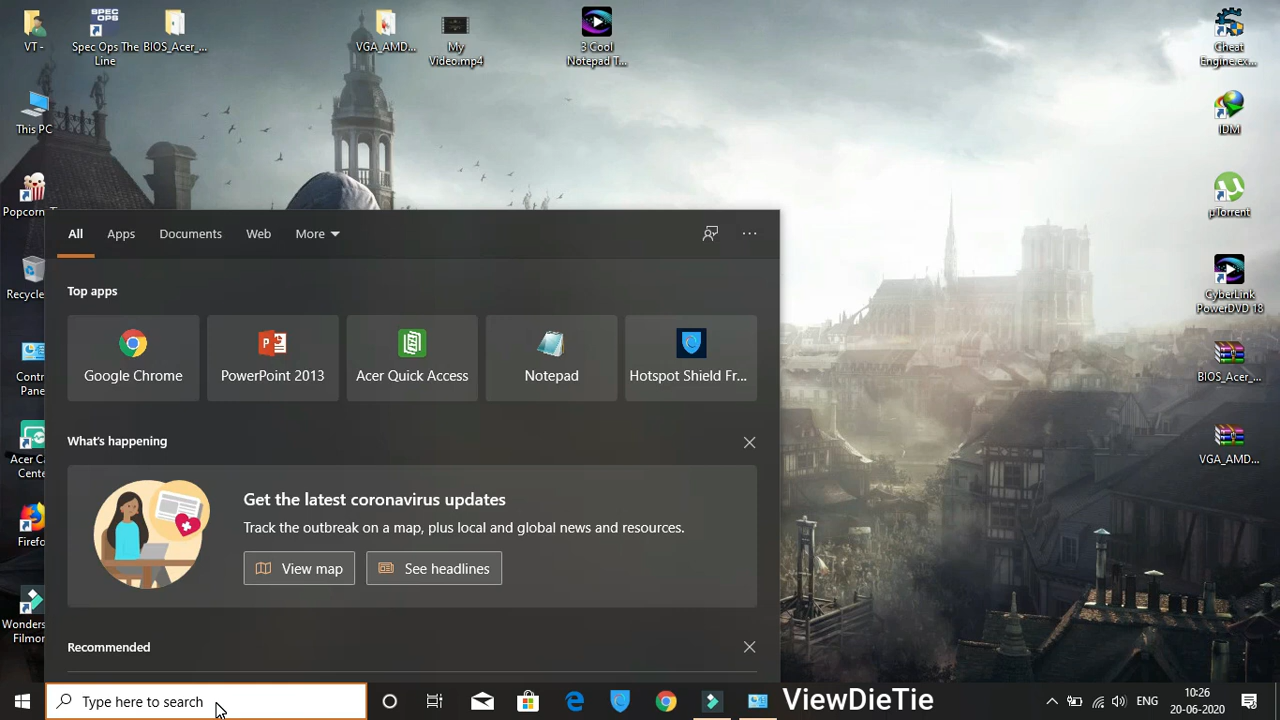 VT -
Spec Ops The
Line
BIOS_Acer_...
VGA_AMD...
My
Video.mp4
3 Cool
Notepad T...
Cheat
Engine.ex...
SPEC
OPS
This PC
IDM
Popcorn
µTorrent
Recycle
CyberLink
PowerDVD 18
Contr
Pane
BIOS_Acer_...
Acer Ca
Cente
VGA_AMD...
Firefo
Wonders
Filmor
All
Apps
Documents
Web
More
Top apps
Google Chrome
PowerPoint 2013
Acer Quick Access
Notepad
Hotspot Shield Fr...
What's happening
Get the latest coronavirus updates
Track the outbreak on a map, plus local and global news and resources.
View map
See headlines
Recommended
Type here to search
ViewDieTie
ENG
10:26
20-06-2020